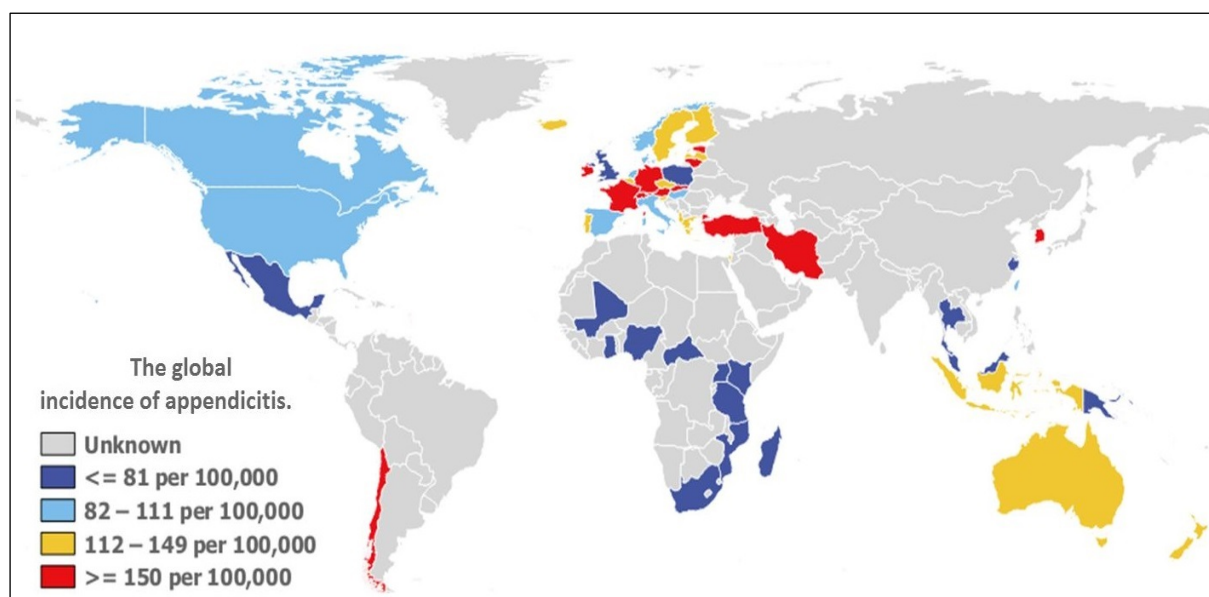 The global
incidence of appendicitis.
Unknown
<= 81 per 100,000
82 – 111 per 100,000
112 – 149 per 100,000
>= 150 per 100,000